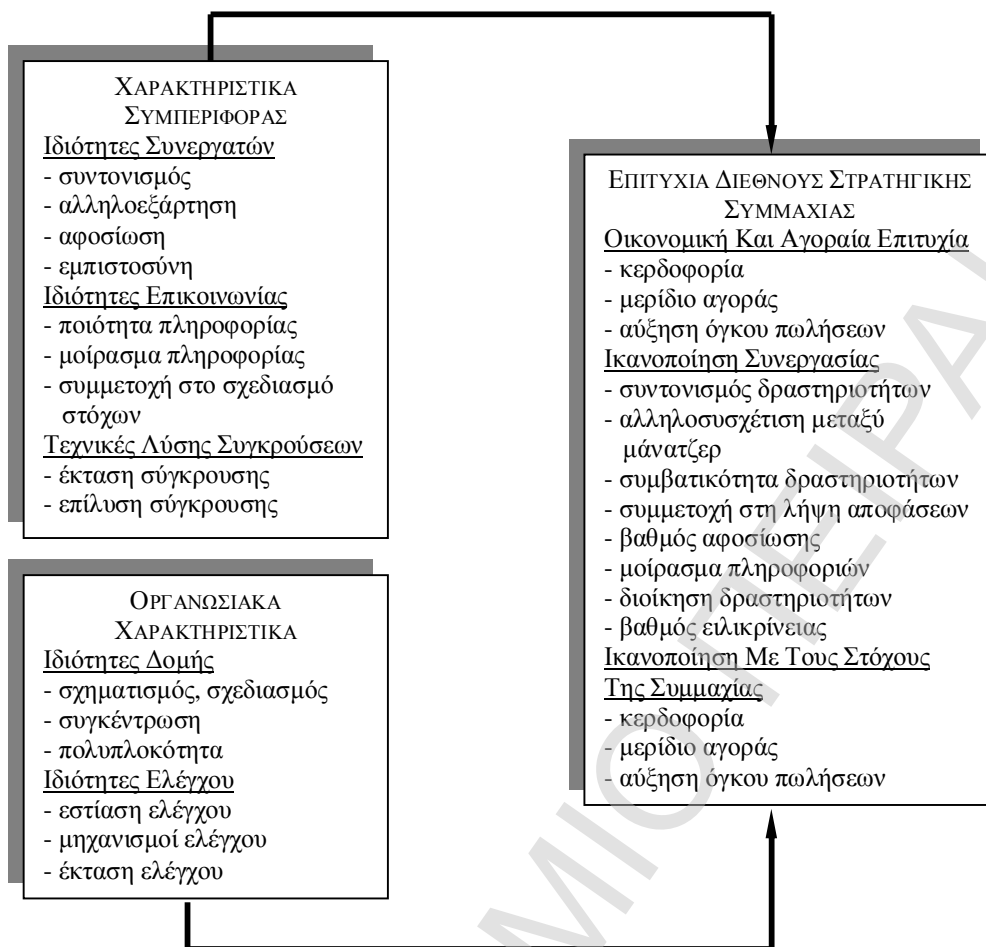 ΧΑΡΑΚΤΗΡΙΣΤΙΚΑ
ΣΥΜΠΕΡΙΦΟΡΑΣ
Ιδιότητες Συνεργατών
- συντονισμός
- αλληλοεξάρτηση
- αφοσίωση
- εμπιστοσύνη
Ιδιότητες Επικοινωνίας
- ποιότητα πληροφορίας
- μοίρασμα πληροφορίας
- συμμετοχή στο σχεδιασμό
στόχων
Τεχνικές Λύσης Συγκρούσεων
- έκταση σύγκρουσης
- επίλυση σύγκρουσης
ΟΡΓΑΝΩΣΙΑΚΑ
ΧΑΡΑΚΤΗΡΙΣΤΙΚΑ
Ιδιότητες Δομής
- σχηματισμός, σχεδιασμός
- συγκέντρωση
- πολυπλοκότητα
Ιδιότητες Ελέγχου
- εστίαση ελέγχου
- μηχανισμοί ελέγχου
- έκταση ελέγχου
ΕΠΙΤΥΧΙΑ ΔΙΕΘΝΟΥΣ ΣΤΡΑΤΗΓΙΚΗΣ
ΣΥΜΜΑΧΙΑΣ
Οικονομική Και Αγοραία Επιτυχία
- κερδοφορία
- μερίδιο αγοράς
- αύξηση όγκου πωλήσεων
Ικανοποίηση Συνεργασίας
- συντονισμός δραστηριοτήτων
- αλληλοσυσχέτιση μεταξύ
μάνατζερ
- συμβατικότητα δραστηριοτήτων
- συμμετοχή στη λήψη αποφάσεων
- βαθμός αφοσίωσης
- μοίρασμα πληροφοριών
- διοίκηση δραστηριοτήτων
- βαθμός ειλικρίνειας
Ικανοποίηση Με Τους Στόχους
Της Συμμαχίας
- κερδοφορία
- μερίδιο αγοράς
- αύξηση όγκου πωλήσεων